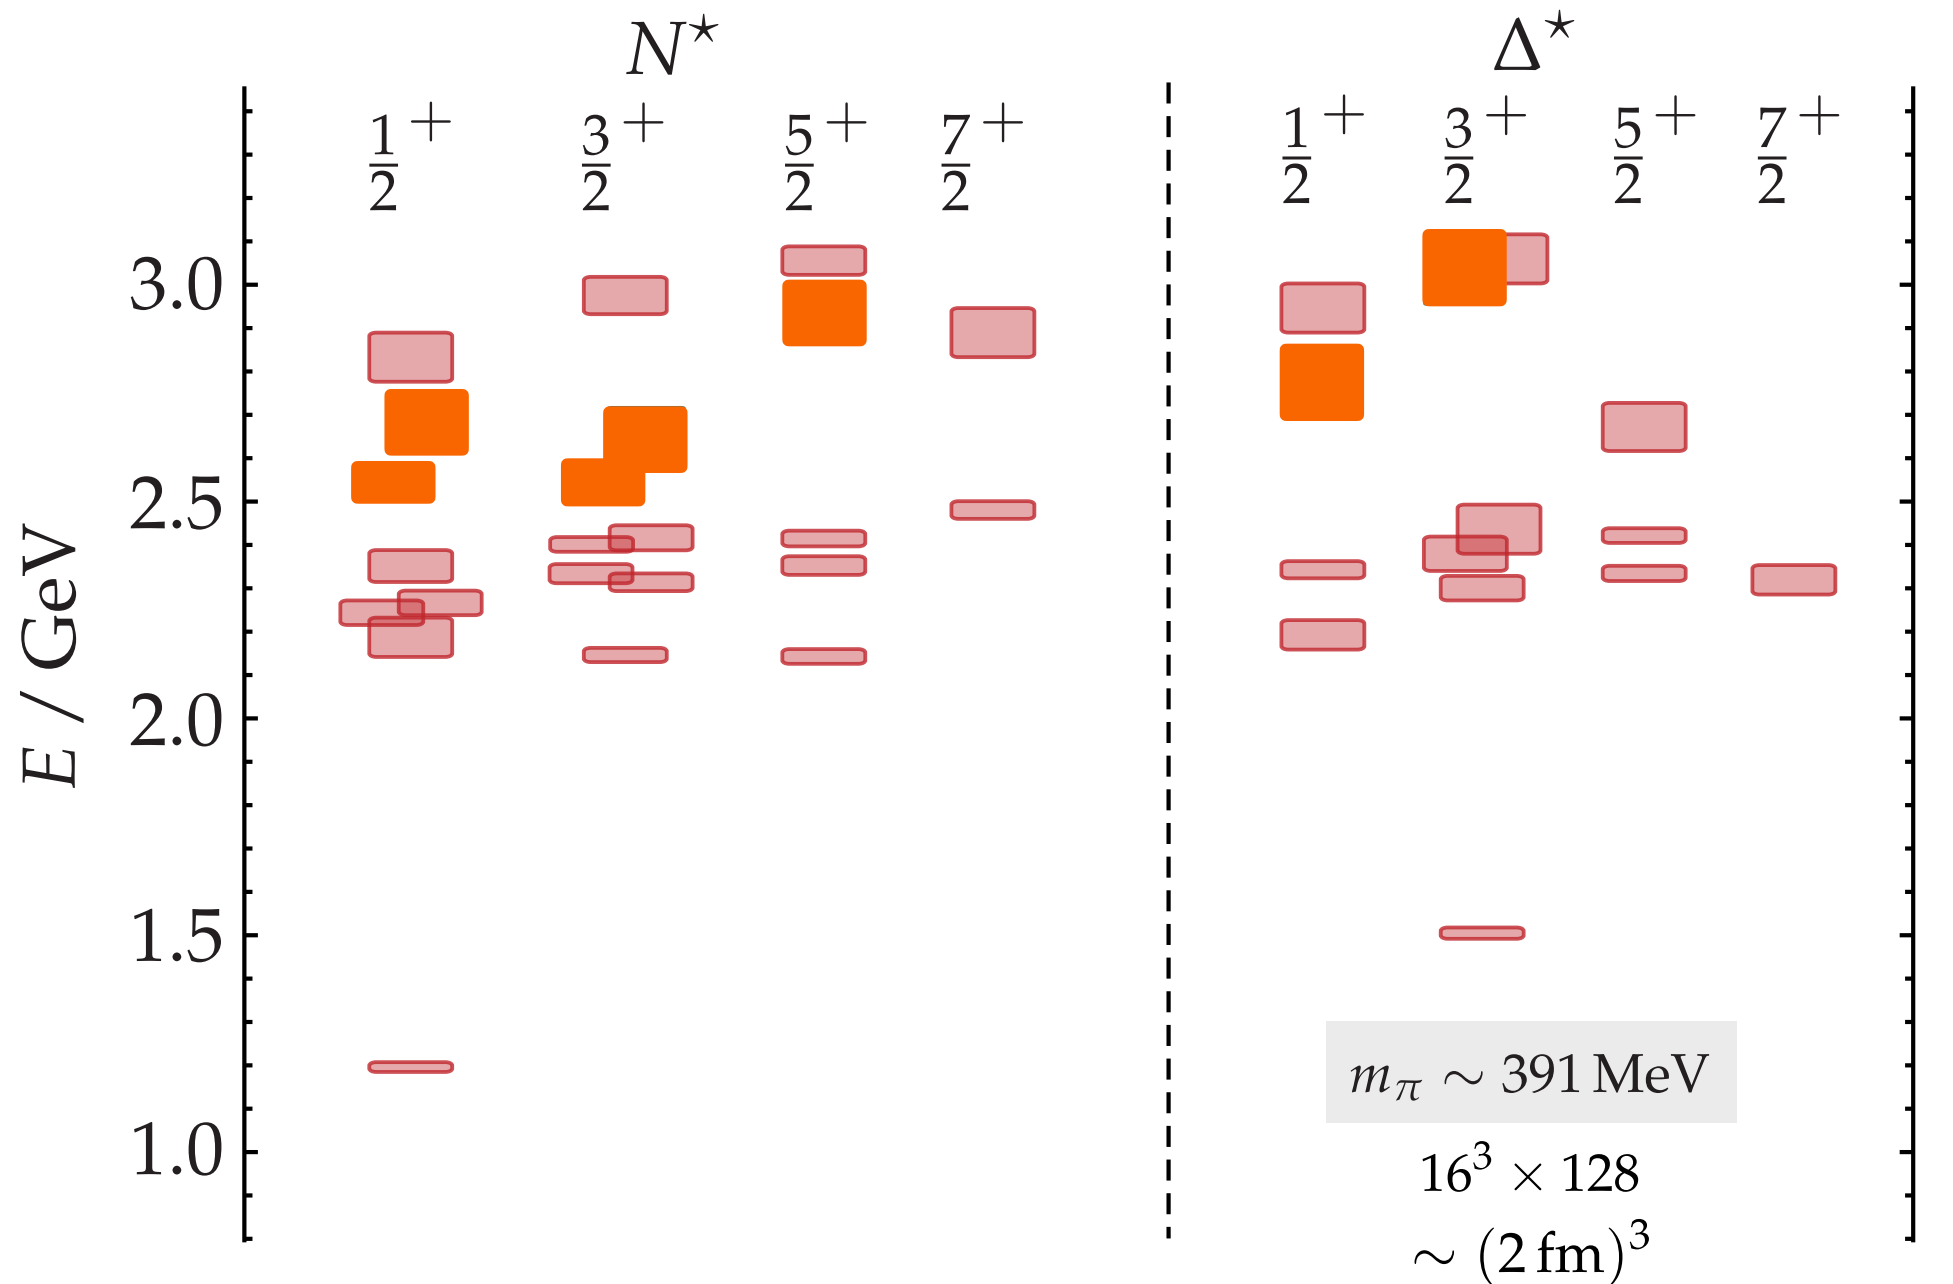 N⋆ Δ⋆
1/2⁺ 3/2⁺ 5/2⁺ 7/2⁺ 1/2⁺ 3/2⁺ 5/2⁺ 7/2⁺
3.0
2.5
2.0
1.5
1.0
E / GeV
mπ ∼ 391 MeV
16³ × 128
∼ (2 fm)³